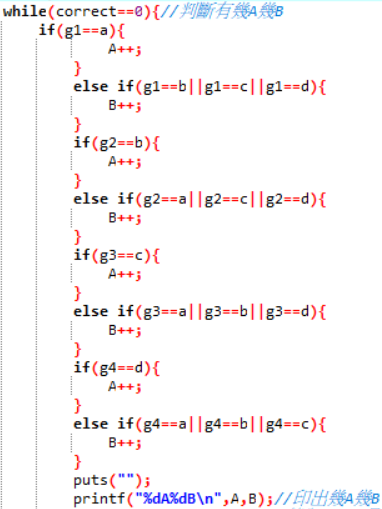 while(correct==0){//判斷有幾A幾B
if(g1==a){
A++;
}
else if(g1==b||g1==c||g1==d){
B++;
}
if(g2==b){
A++;
}
else if(g2==a||g2==c||g2==d){
B++;
}
if(g3==c){
A++;
}
else if(g3==a||g3==b||g3==d){
B++;
}
if(g4==d){
A++;
}
else if(g4==a||g4==b||g4==c){
B++;
}
puts("");
printf("%dA%dB\n",A,B);//印出幾A幾B